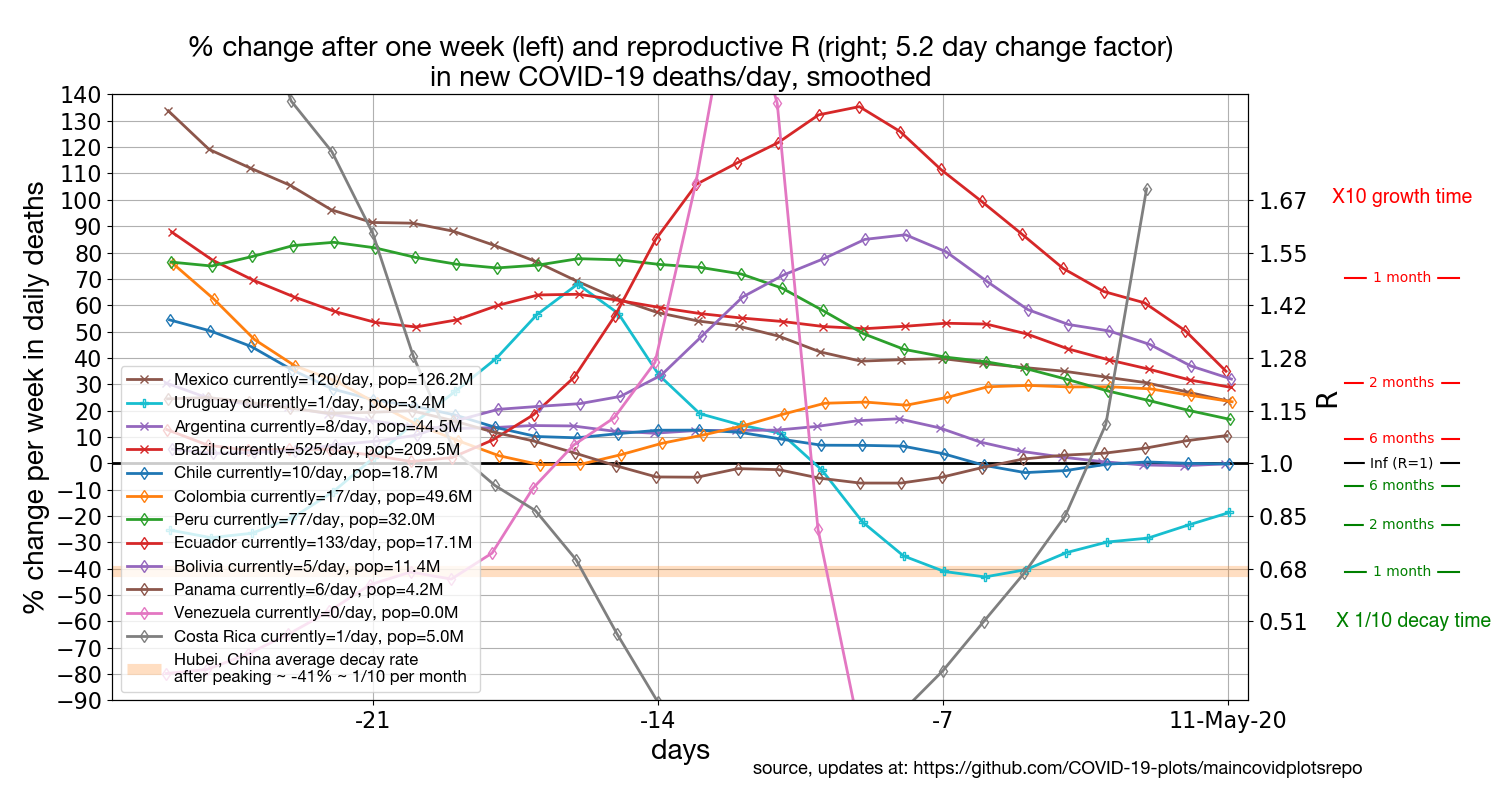 % change after one week (left) and reproductive R (right; 5.2 day change factor)
in new COVID-19 deaths/day, smoothed
% change per week in daily deaths
140
130
120
110
100
90
80
70
60
50
40
30
20
10
0
−10
−20
−30
−40
−50
−60
−70
−80
−90
Mexico currently=120/day, pop=126.2M
Uruguay currently=1/day, pop=3.4M
Argentina currently=8/day, pop=44.5M
Brazil currently=525/day, pop=209.5M
Chile currently=10/day, pop=18.7M
Colombia currently=17/day, pop=49.6M
Peru currently=77/day, pop=32.0M
Ecuador currently=133/day, pop=17.1M
Bolivia currently=5/day, pop=11.4M
Panama currently=6/day, pop=4.2M
Venezuela currently=0/day, pop=0.0M
Costa Rica currently=1/day, pop=5.0M
Hubei, China average decay rate
after peaking ~ -41% ~ 1/10 per month
-21
-14
-7
11-May-20
days
1.67
1.55
1.42
1.28
1.15
1.0
0.85
0.68
0.51
R
X10 growth time
1 month
2 months
6 months
Inf (R=1)
6 months
2 months
1 month
X 1/10 decay time
source, updates at: https://github.com/COVID-19-plots/maincovidplotsrepo